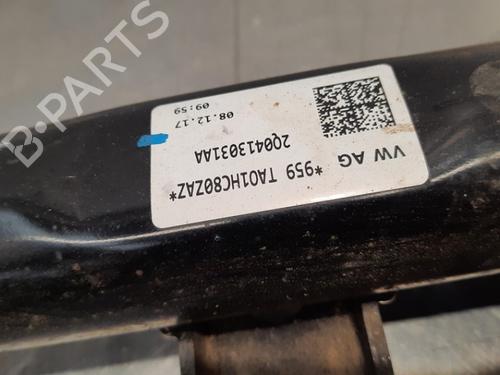 VW AG
*959 TA01HC80ZAZ*
2Q0413031AA
08.12.17
09:59
B-PARTS